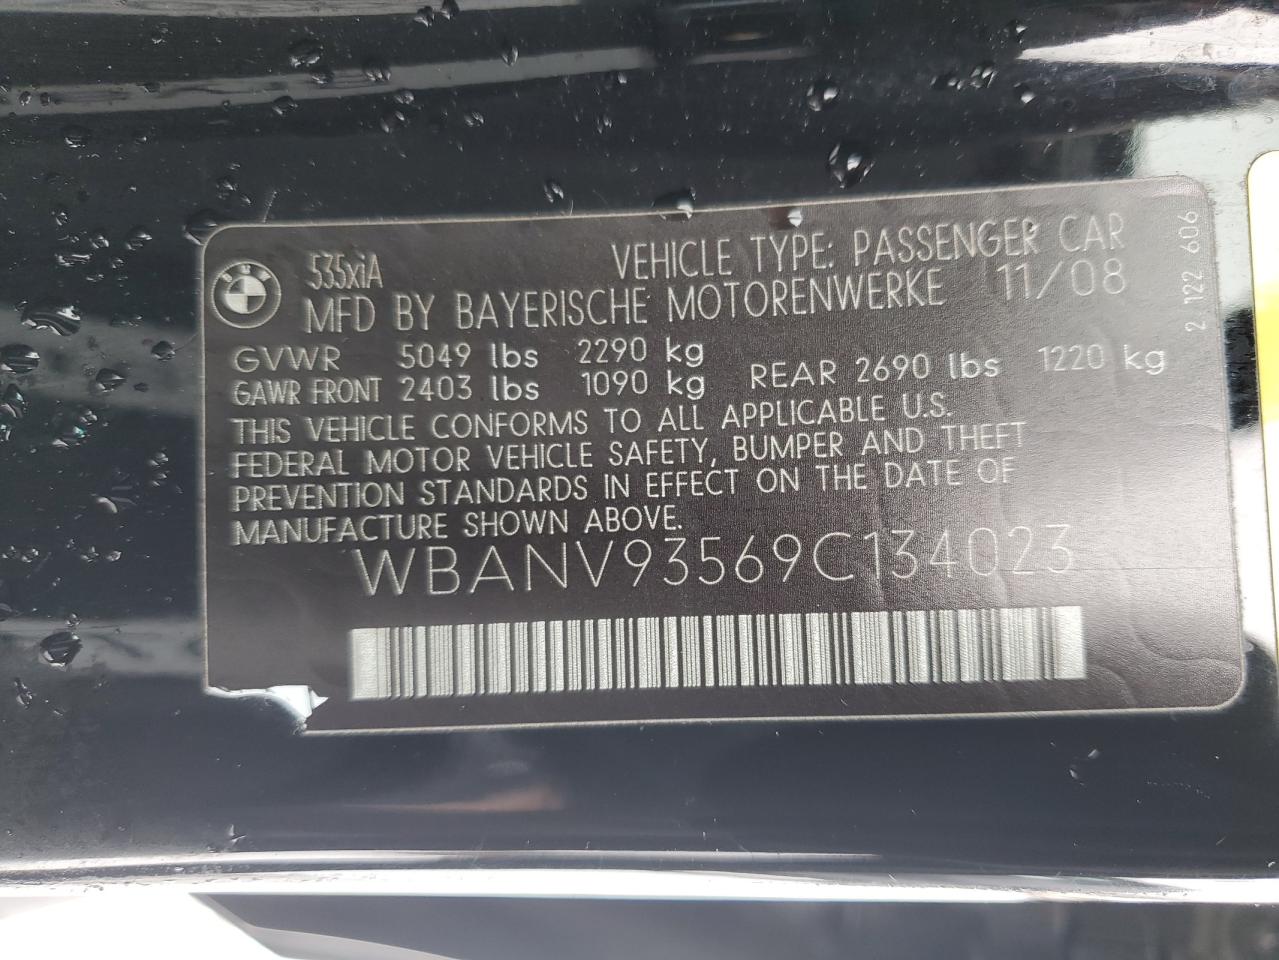 BMW
535xiA
VEHICLE TYPE: PASSENGER CAR
MFD BY BAYERISCHE MOTORENWERKE 11/08
GVWR 5049 lbs 2290 kg
GAWR FRONT 2403 lbs 1090 kg REAR 2690 lbs 1220 kg
THIS VEHICLE CONFORMS TO ALL APPLICABLE U.S.
FEDERAL MOTOR VEHICLE SAFETY, BUMPER AND THEFT
PREVENTION STANDARDS IN EFFECT ON THE DATE OF
MANUFACTURE SHOWN ABOVE.
WBANV93569C134023
2 122 606